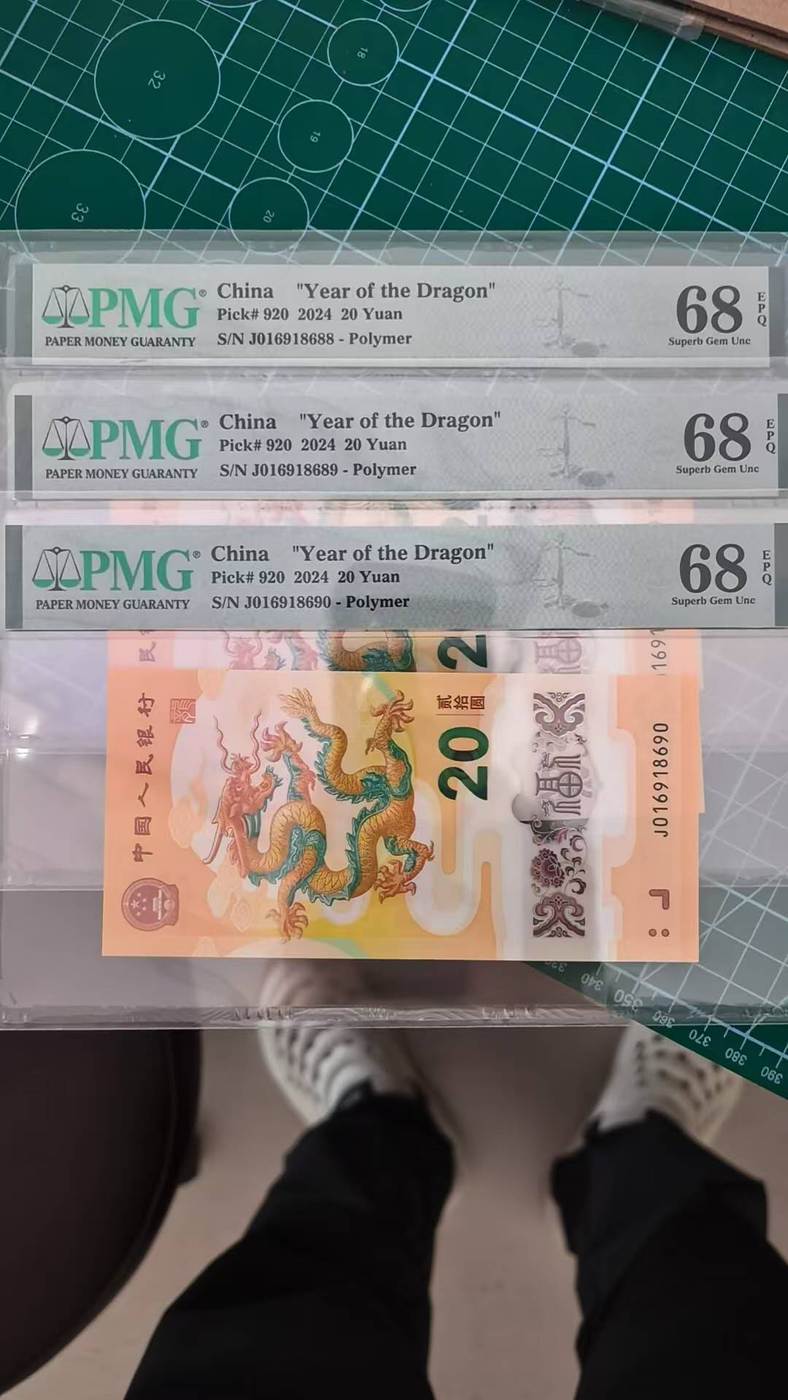 32
18
19
33
20
PMG®
PAPER MONEY GUARANTY
China "Year of the Dragon"
Pick# 920 2024 20 Yuan
S/N J016918688 - Polymer
68
EPQ
Superb Gem Unc
PMG®
PAPER MONEY GUARANTY
China "Year of the Dragon"
Pick# 920 2024 20 Yuan
S/N J016918689 - Polymer
68
EPQ
Superb Gem Unc
PMG®
PAPER MONEY GUARANTY
China "Year of the Dragon"
Pick# 920 2024 20 Yuan
S/N J016918690 - Polymer
68
EPQ
Superb Gem Unc
2
01691
中国人民银行
贰拾圆
20
J016918690
340
350
360
370
380
390